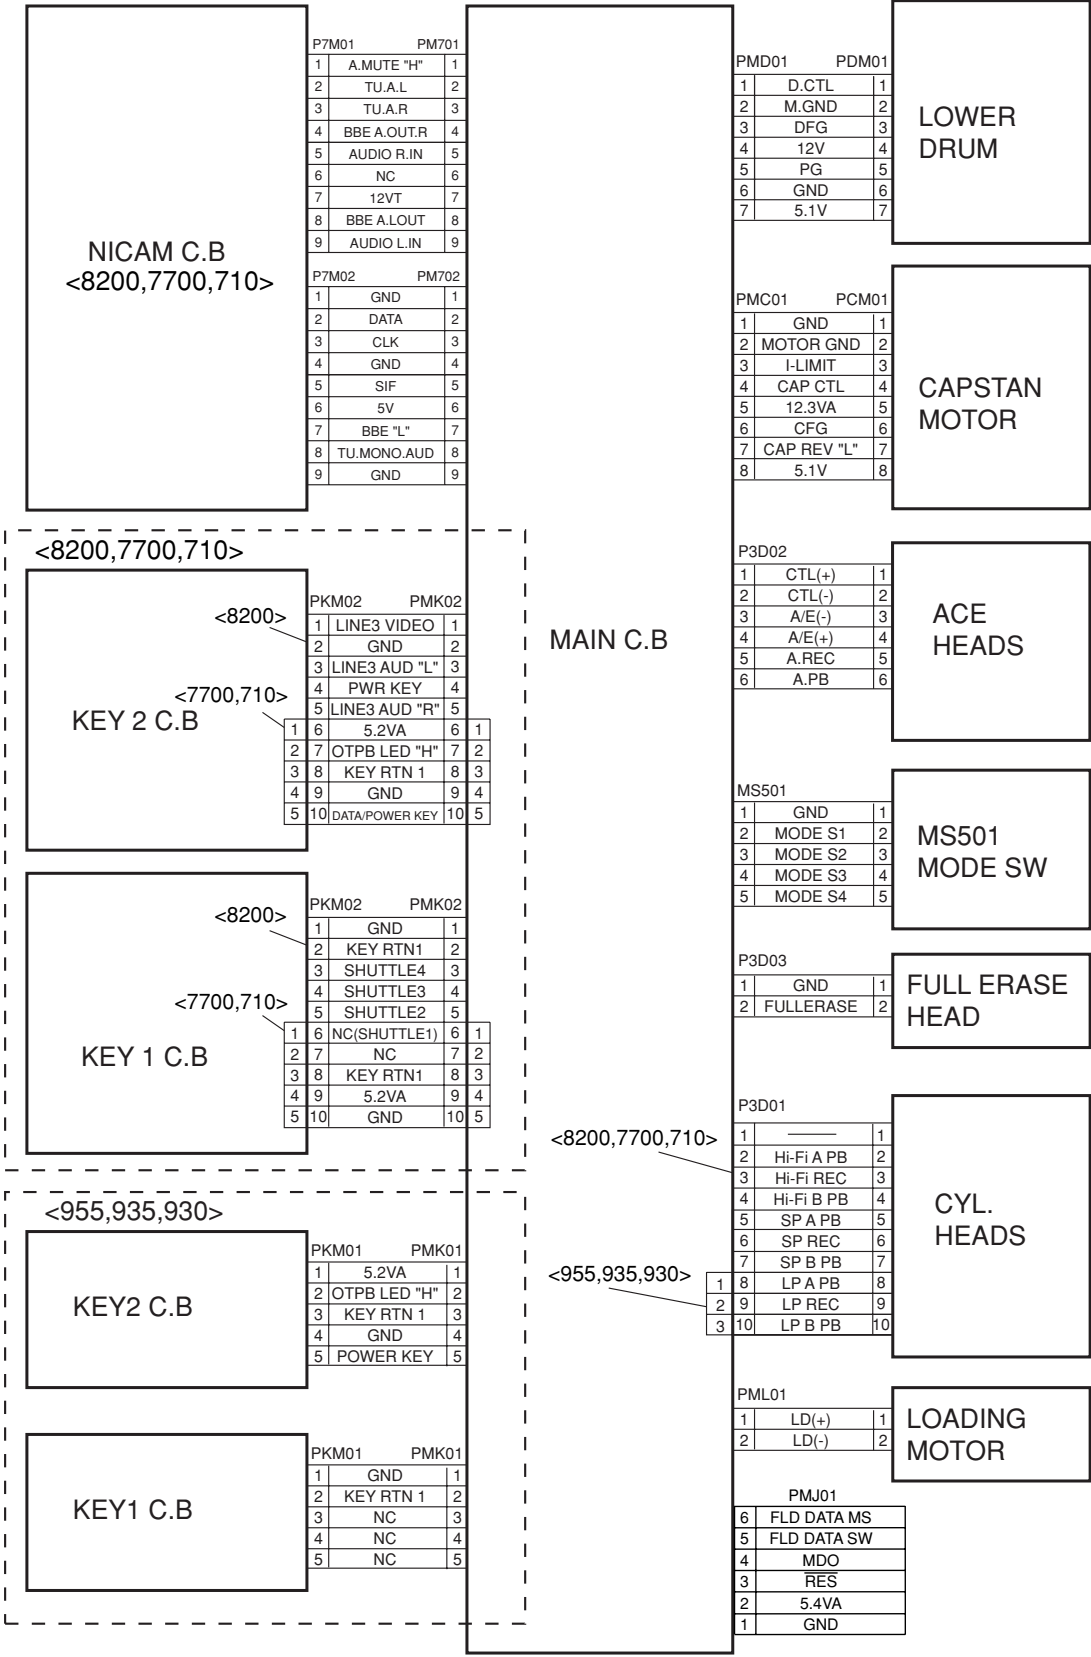 P7M01 PM701
1 A.MUTE "H" 1
2 TU.A.L 2
3 TU.A.R 3
4 BBE A.OUT.R 4
5 AUDIO R.IN 5
6 NC 6
7 12VT 7
8 BBE A.LOUT 8
9 AUDIO L.IN 9
NICAM C.B
<8200,7700,710>
P7M02 PM702
1 GND 1
2 DATA 2
3 CLK 3
4 GND 4
5 SIF 5
6 5V 6
7 BBE "L" 7
8 TU.MONO.AUD 8
9 GND 9
<8200,7700,710>
PKM02 PMK02
<8200>
1 LINE3 VIDEO 1
2 GND 2
3 LINE3 AUD "L" 3
4 PWR KEY 4
5 LINE3 AUD "R" 5
<7700,710>
KEY 2 C.B
1 6 5.2VA 6 1
2 7 OTPB LED "H" 7 2
3 8 KEY RTN 1 8 3
4 9 GND 9 4
5 10 DATA/POWER KEY 10 5
PKM02 PMK02
<8200>
1 GND 1
2 KEY RTN1 2
3 SHUTTLE4 3
4 SHUTTLE3 4
5 SHUTTLE2 5
<7700,710>
KEY 1 C.B
1 6 NC(SHUTTLE1) 6 1
2 7 NC 7 2
3 8 KEY RTN1 8 3
4 9 5.2VA 9 4
5 10 GND 10 5
<955,935,930>
PKM01 PMK01
KEY2 C.B
1 5.2VA 1
2 OTPB LED "H" 2
3 KEY RTN 1 3
4 GND 4
5 POWER KEY 5
PKM01 PMK01
KEY1 C.B
1 GND 1
2 KEY RTN 1 2
3 NC 3
4 NC 4
5 NC 5
MAIN C.B
PMD01 PDM01
1 D.CTL 1
2 M.GND 2
3 DFG 3
4 12V 4
5 PG 5
6 GND 6
7 5.1V 7
LOWER
DRUM
PMC01 PCM01
1 GND 1
2 MOTOR GND 2
3 I-LIMIT 3
4 CAP CTL 4
5 12.3VA 5
6 CFG 6
7 CAP REV "L" 7
8 5.1V 8
CAPSTAN
MOTOR
P3D02
1 CTL(+) 1
2 CTL(-) 2
3 A/E(-) 3
4 A/E(+) 4
5 A.REC 5
6 A.PB 6
ACE
HEADS
MS501
1 GND 1
2 MODE S1 2
3 MODE S2 3
4 MODE S3 4
5 MODE S4 5
MS501
MODE SW
P3D03
1 GND 1
2 FULLERASE 2
FULL ERASE
HEAD
P3D01
<8200,7700,710>
1 ——— 1
2 Hi-Fi A PB 2
3 Hi-Fi REC 3
4 Hi-Fi B PB 4
5 SP A PB 5
6 SP REC 6
7 SP B PB 7
<955,935,930>
1 8 LP A PB 8
2 9 LP REC 9
3 10 LP B PB 10
CYL.
HEADS
PML01
1 LD(+) 1
2 LD(-) 2
LOADING
MOTOR
PMJ01
6 FLD DATA MS
5 FLD DATA SW
4 MDO
3 RES
2 5.4VA
1 GND